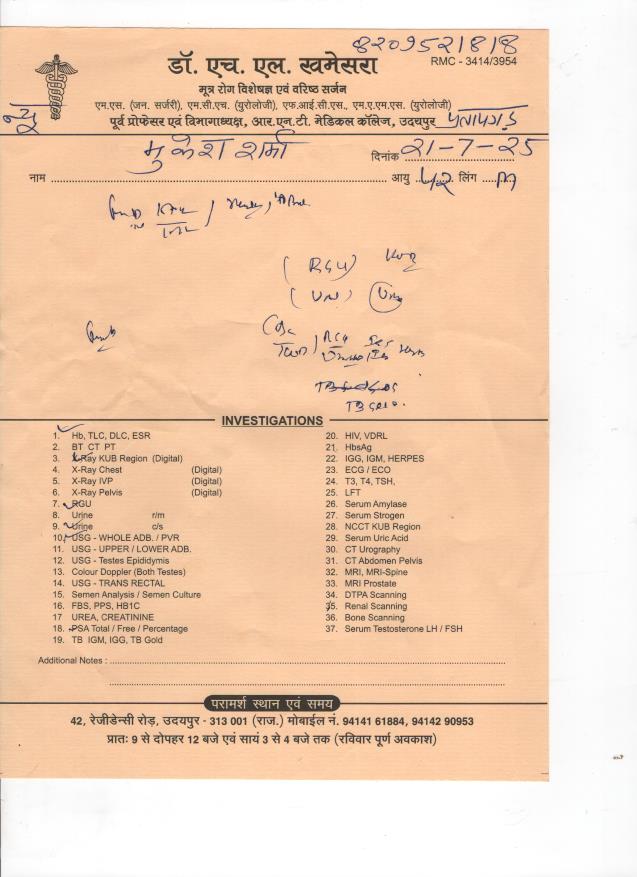 8209521818
RMC - 3414/3954
डॉ. एच. एल. खमेसरा
मूत्र रोग विशेषज्ञ एवं वरिष्ठ सर्जन
एम.एस. (जन. सर्जरी), एम.सी.एच. (युरोलोजी), एफ.आई.सी.एस., एम.ए.एम.एस. (युरोलोजी)
पूर्व प्रोफेसर एवं विभागाध्यक्ष, आर.एन.टी. मेडिकल कॉलेज, उदयपुर प्रतापगढ़
न्यू
मुकेश शर्मा दिनांक 21-7-25
नाम आयु 42 लिंग M
(RGU) KUB
INVESTIGATIONS
1. Hb, TLC, DLC, ESR
2. BT CT PT
3. X-Ray KUB Region (Digital)
4. X-Ray Chest (Digital)
5. X-Ray IVP (Digital)
6. X-Ray Pelvis (Digital)
7. RGU
8. Urine r/m
9. Urine c/s
10. USG - WHOLE ADB. / PVR
11. USG - UPPER / LOWER ADB.
12. USG - Testes Epididymis
13. Colour Doppler (Both Testes)
14. USG - TRANS RECTAL
15. Semen Analysis / Semen Culture
16. FBS, PPS, HB1C
17 UREA, CREATININE
18. PSA Total / Free / Percentage
19. TB IGM, IGG, TB Gold
20. HIV, VDRL
21. HbsAg
22. IGG, IGM, HERPES
23. ECG / ECO
24. T3, T4, TSH,
25. LFT
26. Serum Amylase
27. Serum Strogen
28. NCCT KUB Region
29. Serum Uric Acid
30. CT Urography
31. CT Abdomen Pelvis
32. MRI, MRI-Spine
33. MRI Prostate
34. DTPA Scanning
35. Renal Scanning
36. Bone Scanning
37. Serum Testosterone LH / FSH
Additional Notes :
परामर्श स्थान एवं समय
42, रेजीडेन्सी रोड़, उदयपुर - 313 001 (राज.) मोबाईल नं. 94141 61884, 94142 90953
प्रातः 9 से दोपहर 12 बजे एवं सायं 3 से 4 बजे तक (रविवार पूर्ण अवकाश)